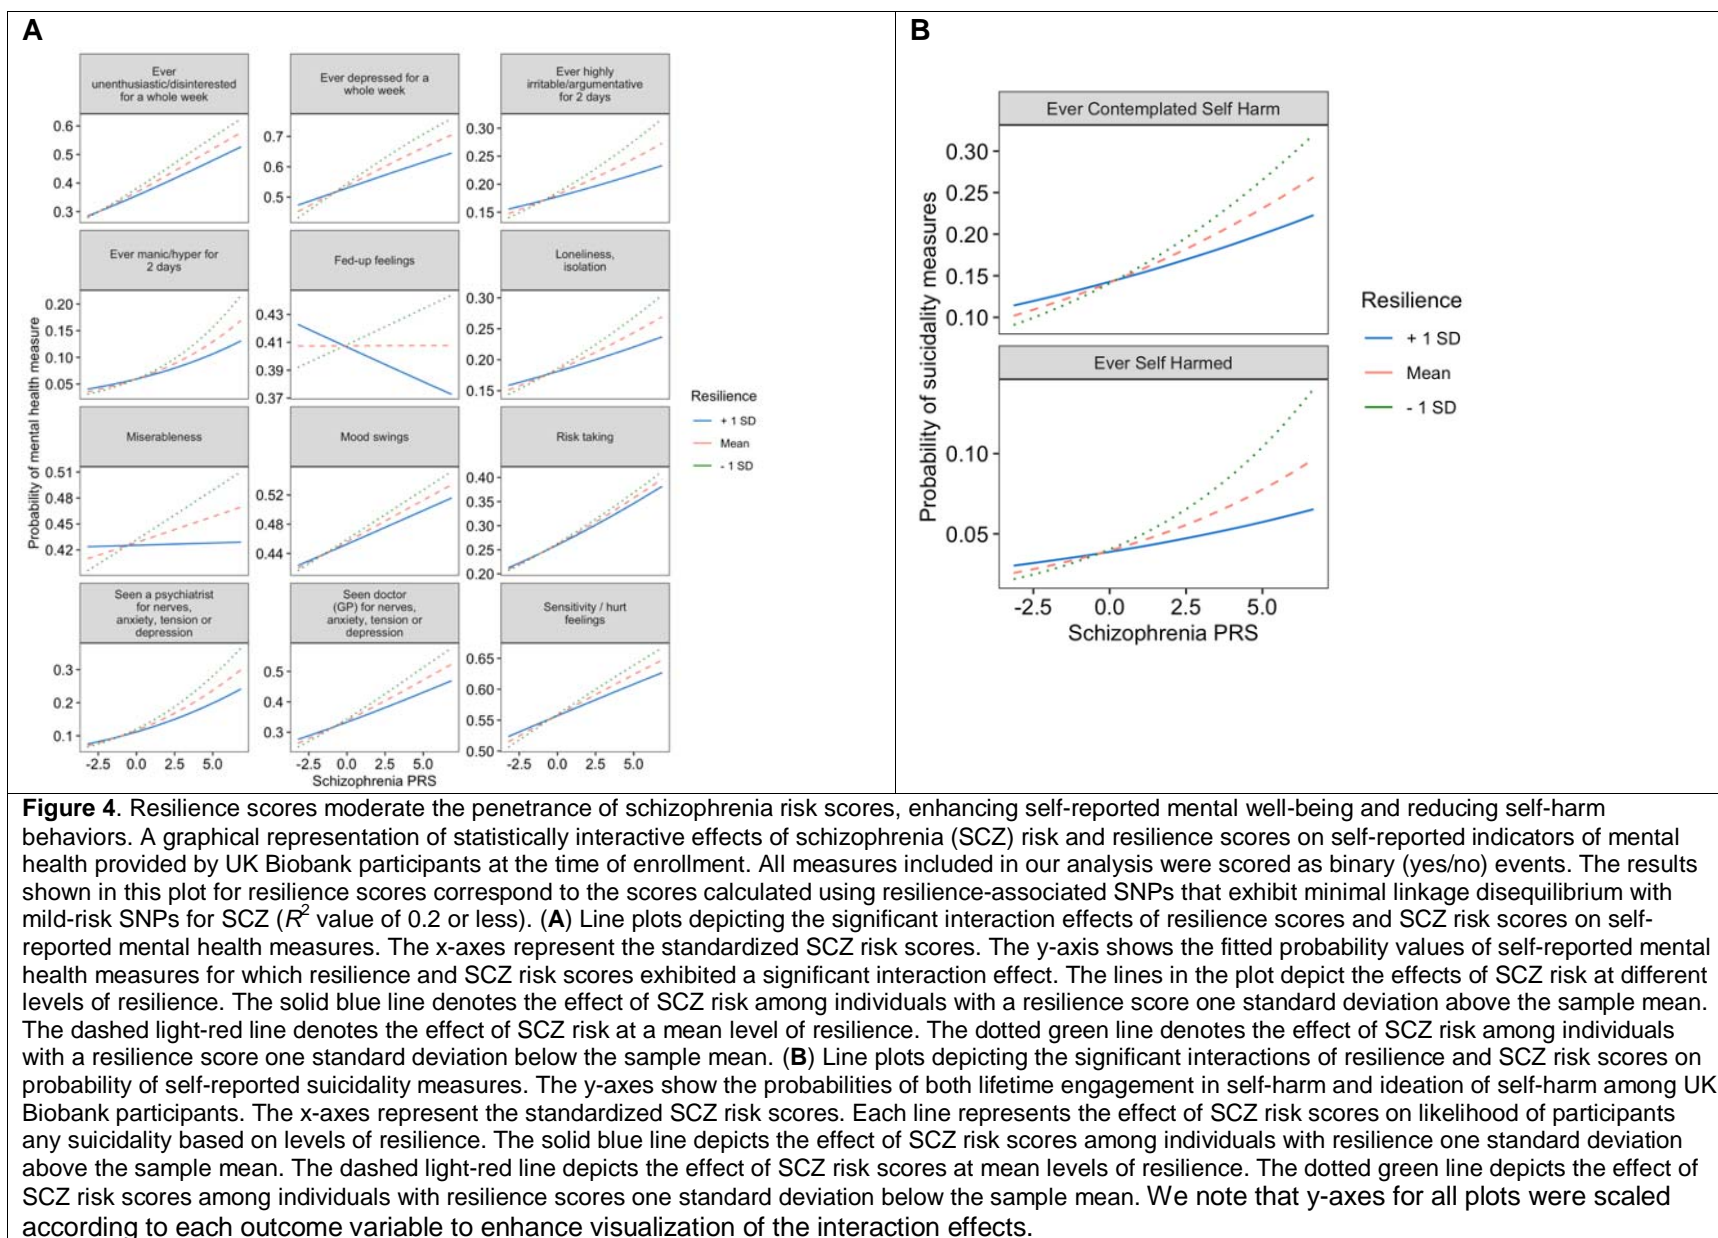 A
Ever
unenthusiastic/disinterested
for a whole week
Ever depressed for a
whole week
Ever highly
irritable/argumentative
for 2 days
0.6
0.5
0.4
0.3
0.7
0.6
0.5
0.30
0.25
0.20
0.15
Ever manic/hyper for
2 days
Fed-up feelings
Loneliness,
isolation
0.20
0.15
0.10
0.05
0.43
0.41
0.39
0.37
0.30
0.25
0.20
0.15
Miserableness
Mood swings
Risk taking
0.51
0.48
0.45
0.42
0.52
0.48
0.44
0.40
0.35
0.30
0.25
0.20
Seen a psychiatrist
for nerves,
anxiety, tension or
depression
Seen doctor
(GP) for nerves,
anxiety, tension or
depression
Sensitivity / hurt
feelings
0.3
0.2
0.1
0.5
0.4
0.3
0.65
0.60
0.55
0.50
-2.5 0.0 2.5 5.0
-2.5 0.0 2.5 5.0
-2.5 0.0 2.5 5.0
Schizophrenia PRS
Probability of mental health measure
Resilience
+ 1 SD
Mean
- 1 SD
B
Ever Contemplated Self Harm
0.30
0.25
0.20
0.15
0.10
Ever Self Harmed
0.10
0.05
-2.5 0.0 2.5 5.0
Schizophrenia PRS
Probability of suicidality measures
Resilience
+ 1 SD
Mean
- 1 SD
Figure 4. Resilience scores moderate the penetrance of schizophrenia risk scores, enhancing self-reported mental well-being and reducing self-harm
behaviors. A graphical representation of statistically interactive effects of schizophrenia (SCZ) risk and resilience scores on self-reported indicators of mental
health provided by UK Biobank participants at the time of enrollment. All measures included in our analysis were scored as binary (yes/no) events. The results
shown in this plot for resilience scores correspond to the scores calculated using resilience-associated SNPs that exhibit minimal linkage disequilibrium with
mild-risk SNPs for SCZ (R² value of 0.2 or less). (A) Line plots depicting the significant interaction effects of resilience scores and SCZ risk scores on self-
reported mental health measures. The x-axes represent the standardized SCZ risk scores. The y-axis shows the fitted probability values of self-reported mental
health measures for which resilience and SCZ risk scores exhibited a significant interaction effect. The lines in the plot depict the effects of SCZ risk at different
levels of resilience. The solid blue line denotes the effect of SCZ risk among individuals with a resilience score one standard deviation above the sample mean.
The dashed light-red line denotes the effect of SCZ risk at a mean level of resilience. The dotted green line denotes the effect of SCZ risk among individuals
with a resilience score one standard deviation below the sample mean. (B) Line plots depicting the significant interactions of resilience and SCZ risk scores on
probability of self-reported suicidality measures. The y-axes show the probabilities of both lifetime engagement in self-harm and ideation of self-harm among UK
Biobank participants. The x-axes represent the standardized SCZ risk scores. Each line represents the effect of SCZ risk scores on likelihood of participants
any suicidality based on levels of resilience. The solid blue line depicts the effect of SCZ risk scores among individuals with resilience one standard deviation
above the sample mean. The dashed light-red line depicts the effect of SCZ risk scores at mean levels of resilience. The dotted green line depicts the effect of
SCZ risk scores among individuals with resilience scores one standard deviation below the sample mean. We note that y-axes for all plots were scaled
according to each outcome variable to enhance visualization of the interaction effects.